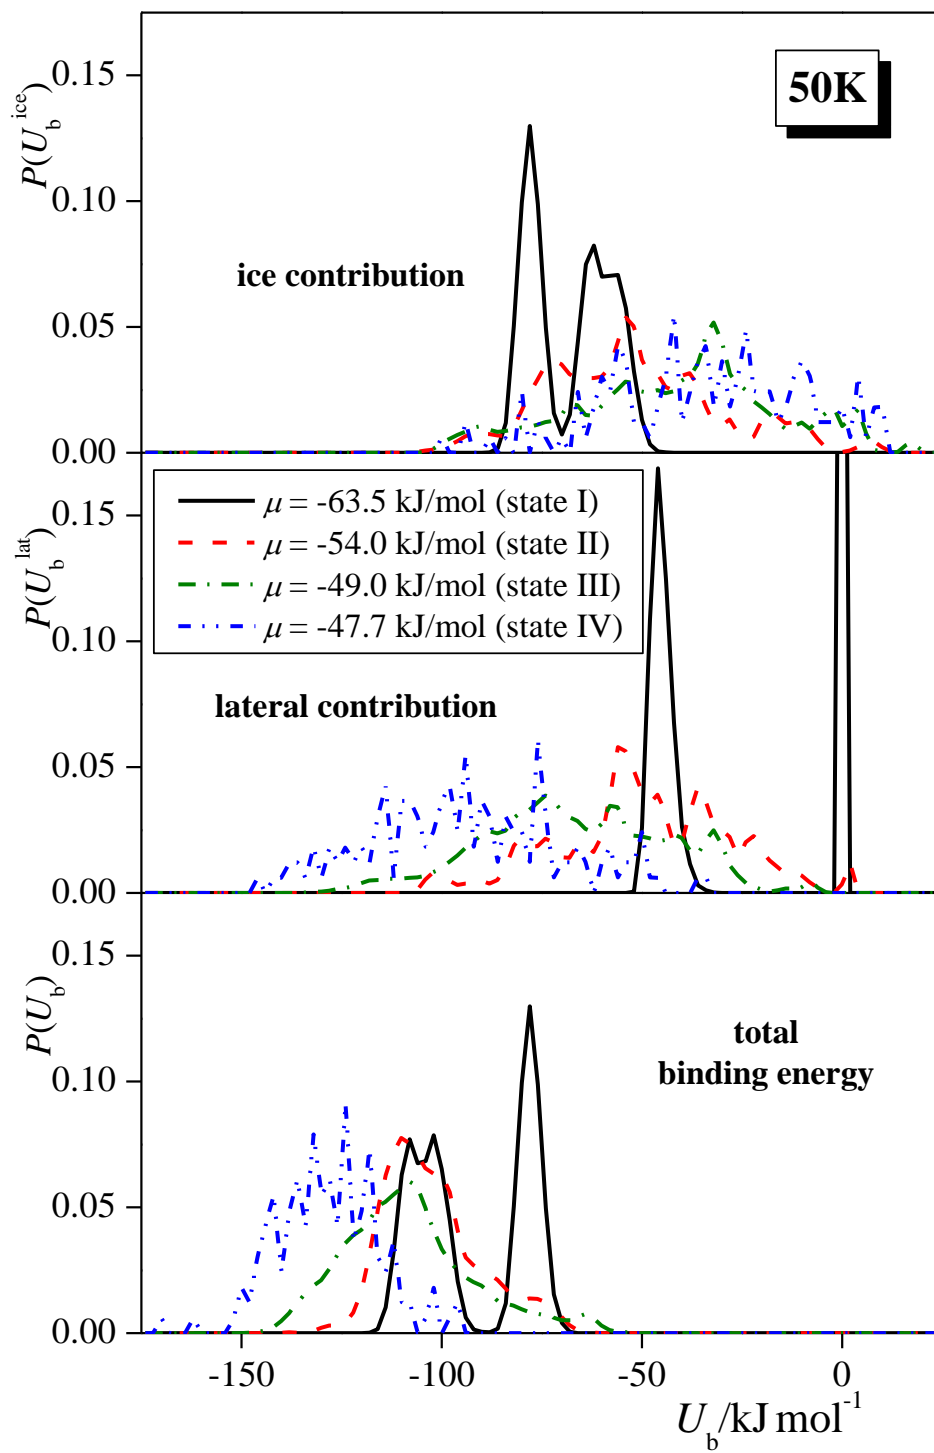 50K
P(U_b^ice)
0.15
0.10
0.05
0.00
ice contribution
P(U_b^lat.)
0.15
0.10
0.05
0.00
μ = -63.5 kJ/mol (state I)
μ = -54.0 kJ/mol (state II)
μ = -49.0 kJ/mol (state III)
μ = -47.7 kJ/mol (state IV)
lateral contribution
P(U_b)
0.15
0.10
0.05
0.00
total
binding energy
-150 -100 -50 0
U_b/kJ mol^-1